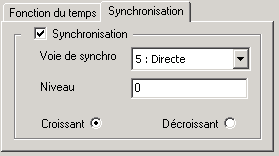 Fonction du temps Synchronisation
Synchronisation
Voie de synchro 5 : Directe
Niveau 0
Croissant Décroissant